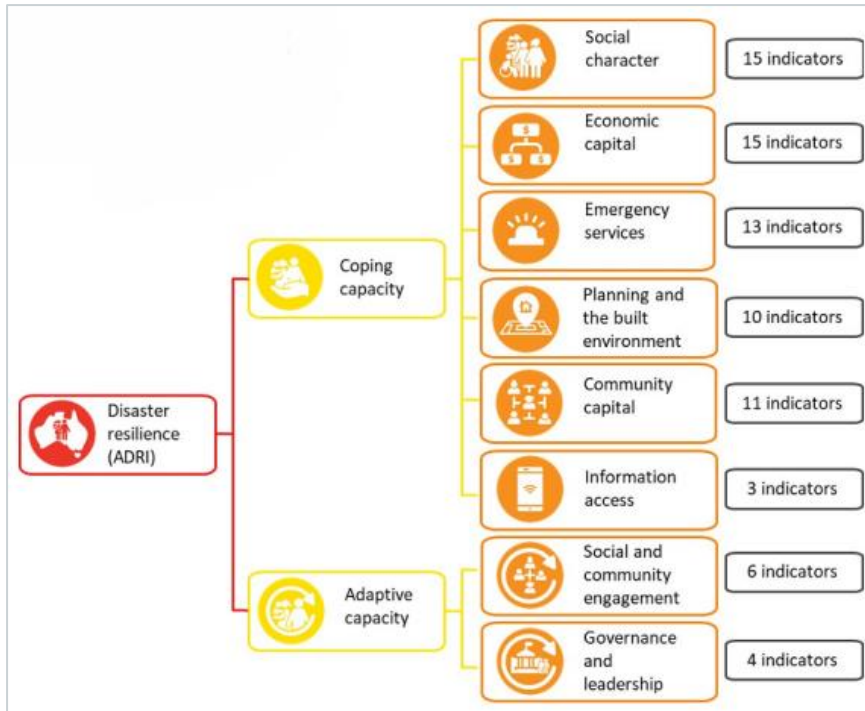 Social
character
15 indicators
Economic
capital
15 indicators
Emergency
services
13 indicators
Coping
capacity
Planning and
the built
environment
10 indicators
Disaster
resilience
(ADRI)
Community
capital
11 indicators
Information
access
3 indicators
Adaptive
capacity
Social and
community
engagement
6 indicators
Governance
and
leadership
4 indicators